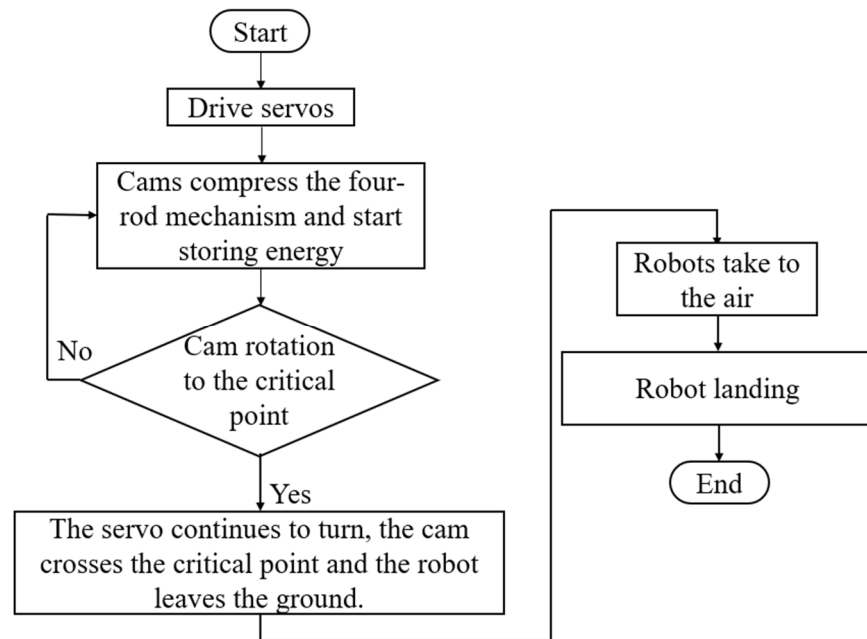 Start
Drive servos
Cams compress the four-
rod mechanism and start
storing energy
No
Cam rotation
to the critical
point
Yes
The servo continues to turn, the cam
crosses the critical point and the robot
leaves the ground.
Robots take to
the air
Robot landing
End